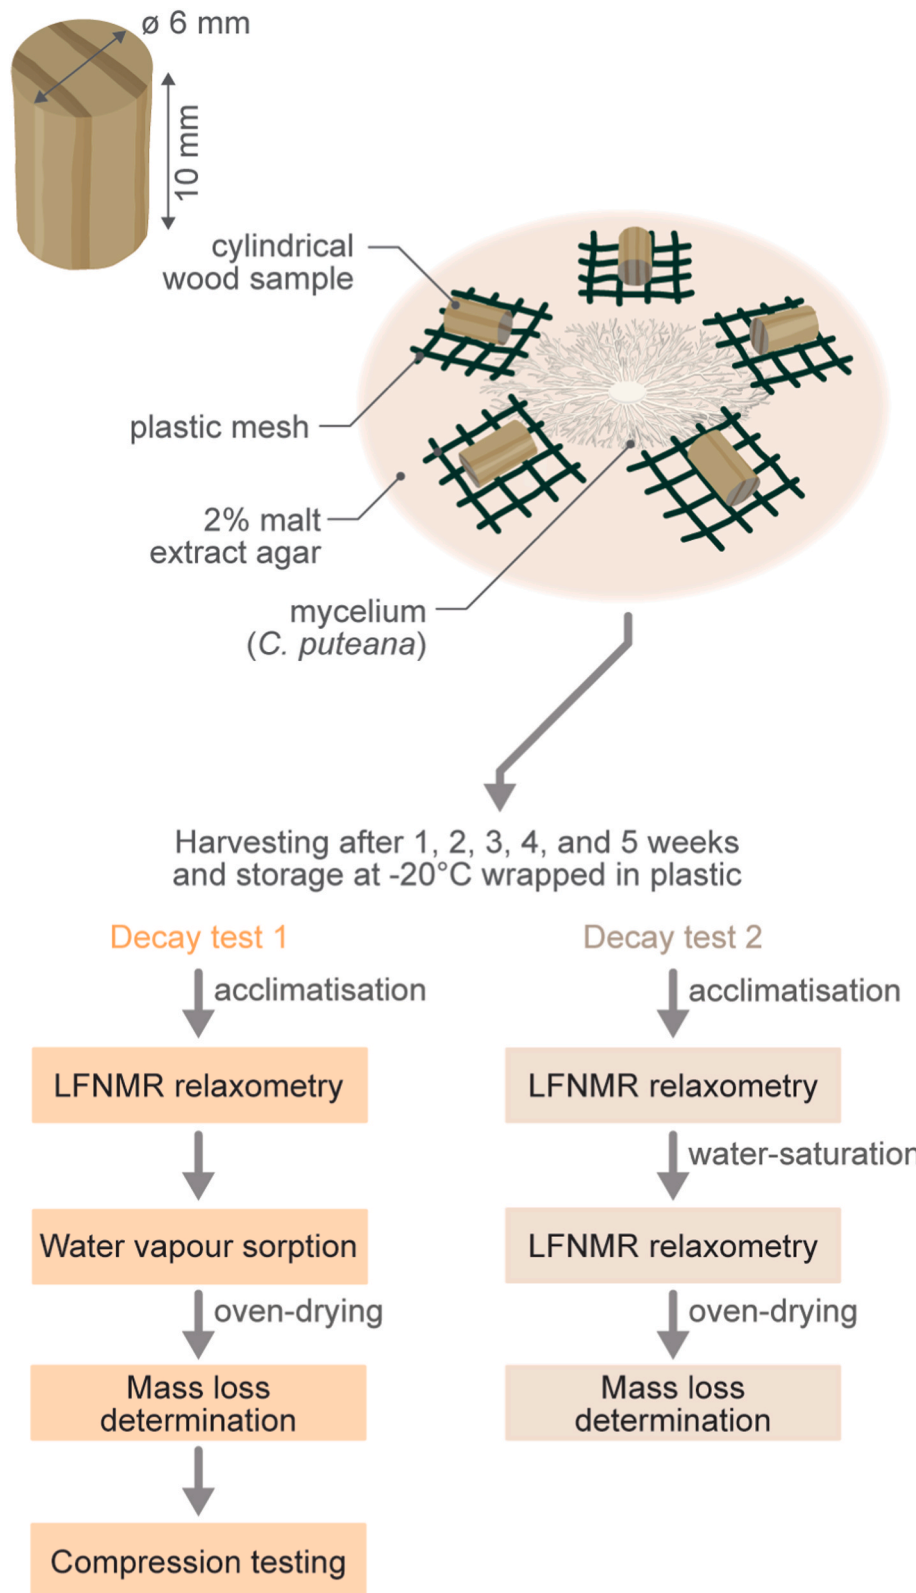 ø 6 mm
10 mm
cylindrical
wood sample
plastic mesh
2% malt
extract agar
mycelium
(C. puteana)
Harvesting after 1, 2, 3, 4, and 5 weeks
and storage at -20°C wrapped in plastic
Decay test 1
acclimatisation
LFNMR relaxometry
Water vapour sorption
oven-drying
Mass loss
determination
Compression testing
Decay test 2
acclimatisation
LFNMR relaxometry
water-saturation
LFNMR relaxometry
oven-drying
Mass loss
determination